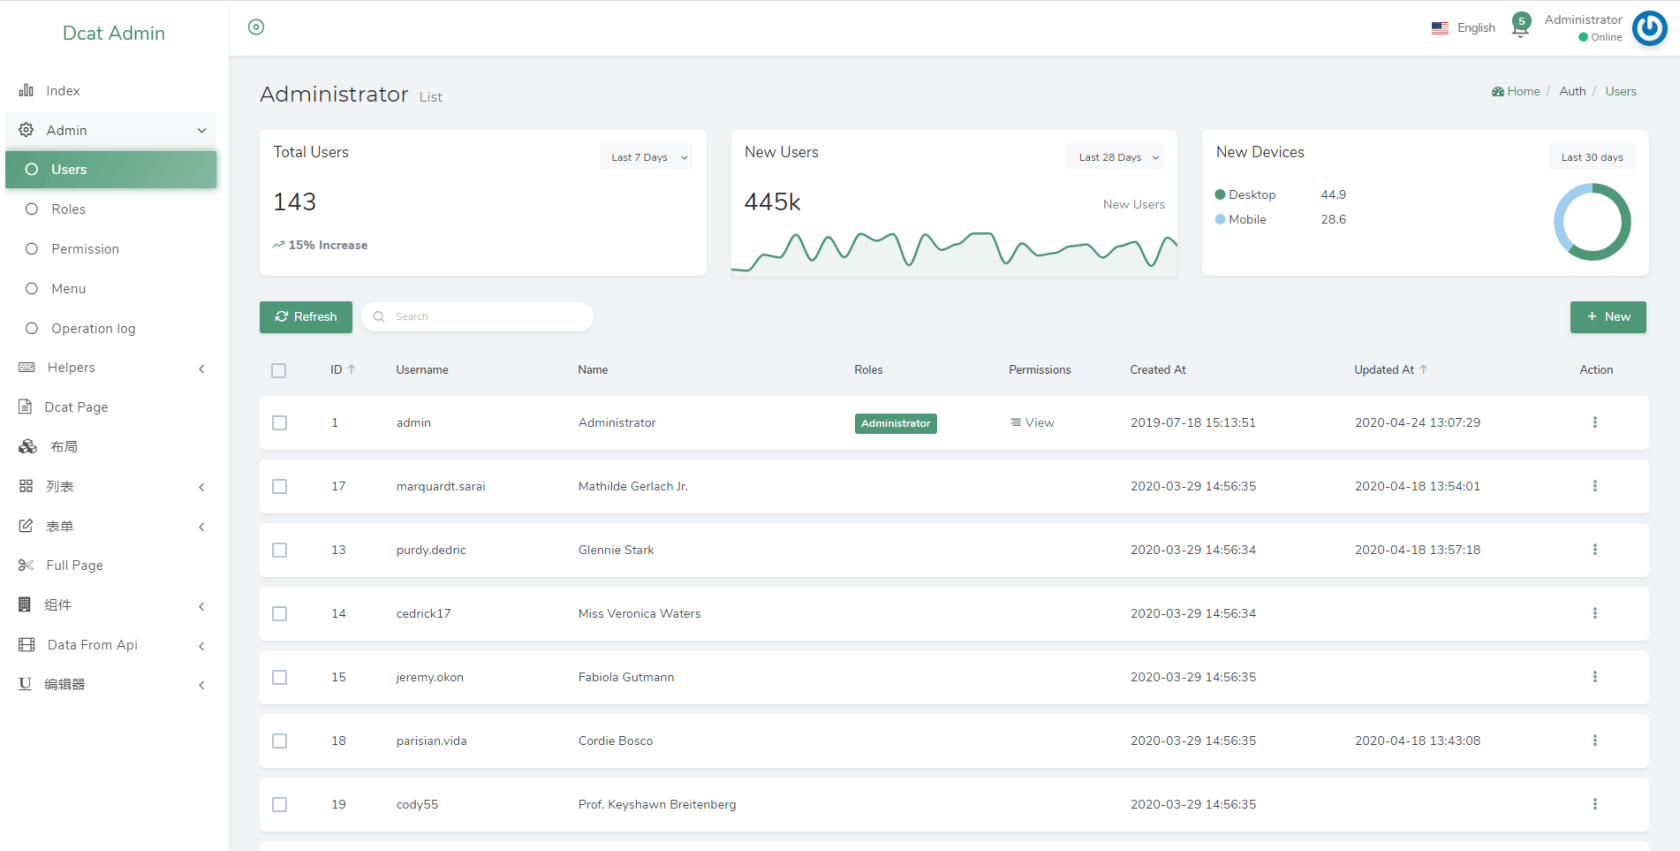 Dcat Admin
English
5
Administrator
Online
Index
Admin
Users
Roles
Permission
Menu
Operation log
Helpers
Dcat Page
布局
列表
表单
Full Page
组件
Data From Api
编辑器
Administrator List
Home / Auth / Users
Total Users
Last 7 Days
143
15% Increase
New Users
Last 28 Days
445k
New Users
New Devices
Last 30 days
Desktop 44.9
Mobile 28.6
Refresh
Search
+ New
ID Username Name Roles Permissions Created At Updated At Action
1 admin Administrator Administrator View 2019-07-18 15:13:51 2020-04-24 13:07:29
17 marquardt.sarai Mathilde Gerlach Jr. 2020-03-29 14:56:35 2020-04-18 13:54:01
13 purdy.dedric Glennie Stark 2020-03-29 14:56:34 2020-04-18 13:57:18
14 cedrick17 Miss Veronica Waters 2020-03-29 14:56:34
15 jeremy.okon Fabiola Gutmann 2020-03-29 14:56:35
18 parisian.vida Cordie Bosco 2020-03-29 14:56:35 2020-04-18 13:43:08
19 cody55 Prof. Keyshawn Breitenberg 2020-03-29 14:56:35